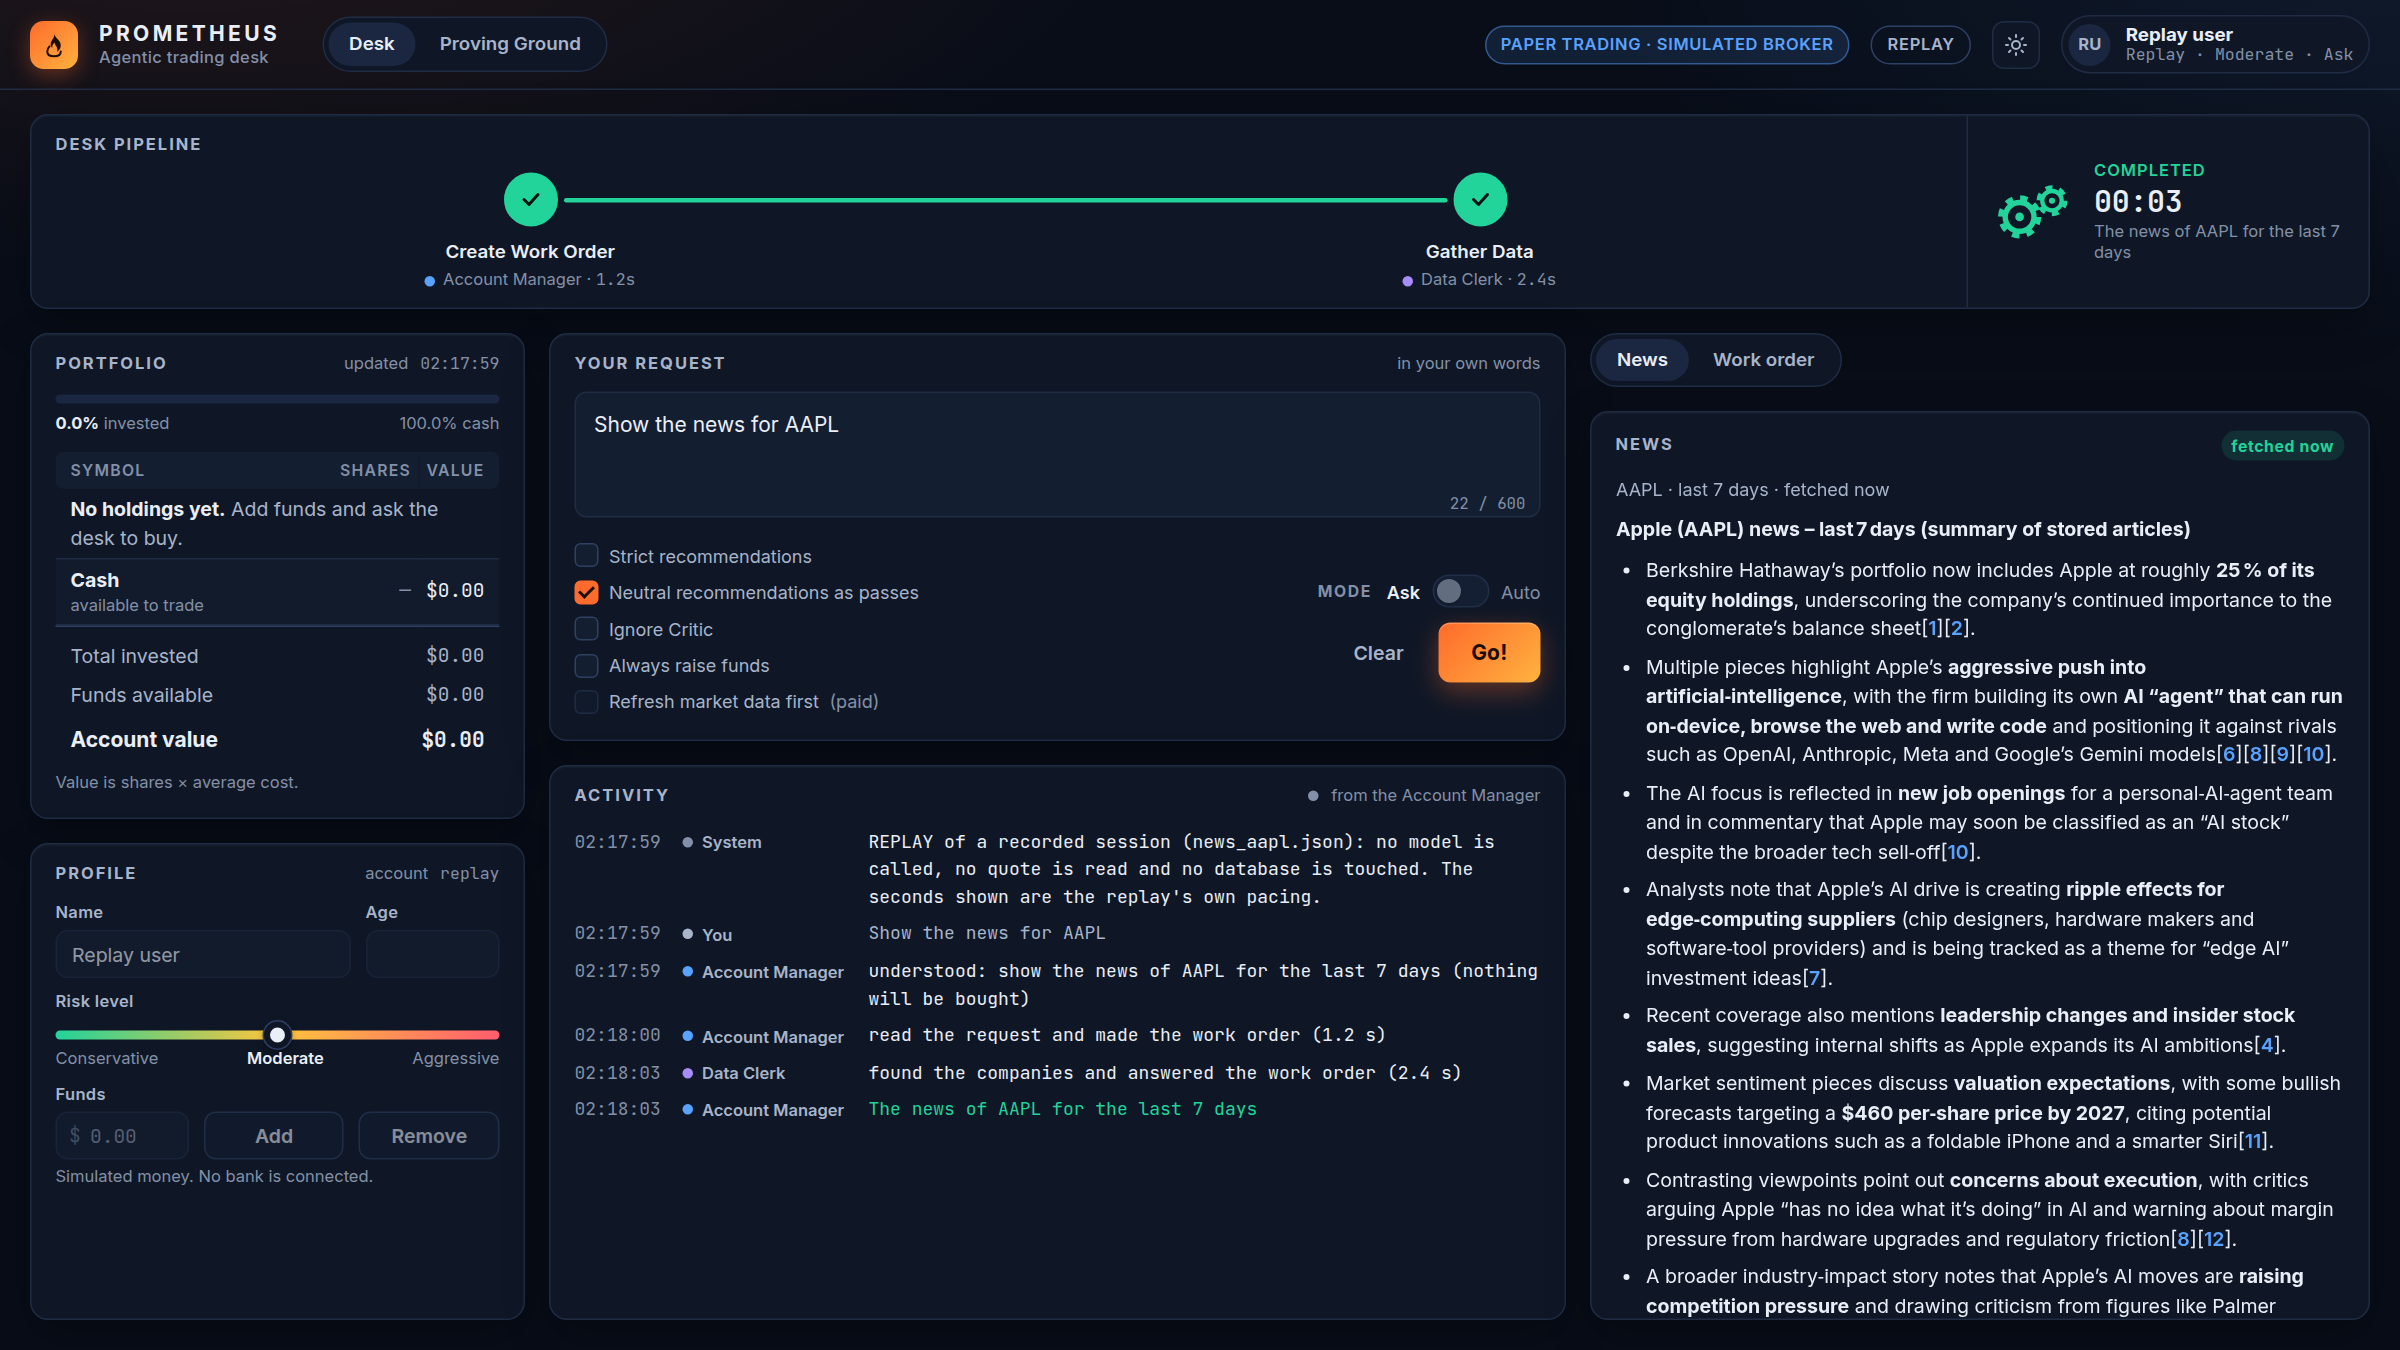 PROMETHEUS
Agentic trading desk
Desk
Proving Ground
PAPER TRADING · SIMULATED BROKER
REPLAY
RU
Replay user
Replay · Moderate · Ask
DESK PIPELINE
Create Work Order
Account Manager · 1.2s
Gather Data
Data Clerk · 2.4s
COMPLETED
00:03
The news of AAPL for the last 7
days
PORTFOLIO
updated 02:17:59
0.0% invested
100.0% cash
SYMBOL SHARES VALUE
No holdings yet. Add funds and ask the
desk to buy.
Cash
available to trade
– $0.00
Total invested $0.00
Funds available $0.00
Account value $0.00
Value is shares × average cost.
PROFILE
account replay
Name
Age
Replay user
Risk level
Conservative Moderate Aggressive
Funds
$ 0.00
Add
Remove
Simulated money. No bank is connected.
YOUR REQUEST
in your own words
Show the news for AAPL
22 / 600
Strict recommendations
Neutral recommendations as passes
Ignore Critic
Always raise funds
Refresh market data first (paid)
MODE Ask Auto
Clear
Go!
ACTIVITY
from the Account Manager
02:17:59 System REPLAY of a recorded session (news_aapl.json): no model is
called, no quote is read and no database is touched. The
seconds shown are the replay's own pacing.
02:17:59 You Show the news for AAPL
02:17:59 Account Manager understood: show the news of AAPL for the last 7 days (nothing
will be bought)
02:18:00 Account Manager read the request and made the work order (1.2 s)
02:18:03 Data Clerk found the companies and answered the work order (2.4 s)
02:18:03 Account Manager The news of AAPL for the last 7 days
News
Work order
NEWS
fetched now
AAPL · last 7 days · fetched now
Apple (AAPL) news – last 7 days (summary of stored articles)
• Berkshire Hathaway’s portfolio now includes Apple at roughly 25 % of its
equity holdings, underscoring the company’s continued importance to the
conglomerate’s balance sheet[1][2].
• Multiple pieces highlight Apple’s aggressive push into
artificial‑intelligence, with the firm building its own AI “agent” that can run
on‑device, browse the web and write code and positioning it against rivals
such as OpenAI, Anthropic, Meta and Google’s Gemini models[6][8][9][10].
• The AI focus is reflected in new job openings for a personal‑AI‑agent team
and in commentary that Apple may soon be classified as an “AI stock”
despite the broader tech sell‑off[10].
• Analysts note that Apple’s AI drive is creating ripple effects for
edge‑computing suppliers (chip designers, hardware makers and
software‑tool providers) and is being tracked as a theme for “edge AI”
investment ideas[7].
• Recent coverage also mentions leadership changes and insider stock
sales, suggesting internal shifts as Apple expands its AI ambitions[4].
• Market sentiment pieces discuss valuation expectations, with some bullish
forecasts targeting a $460 per‑share price by 2027, citing potential
product innovations such as a foldable iPhone and a smarter Siri[11].
• Contrasting viewpoints point out concerns about execution, with critics
arguing Apple “has no idea what it’s doing” in AI and warning about margin
pressure from hardware upgrades and regulatory friction[8][12].
• A broader industry‑impact story notes that Apple’s AI moves are raising
competition pressure and drawing criticism from figures like Palmer